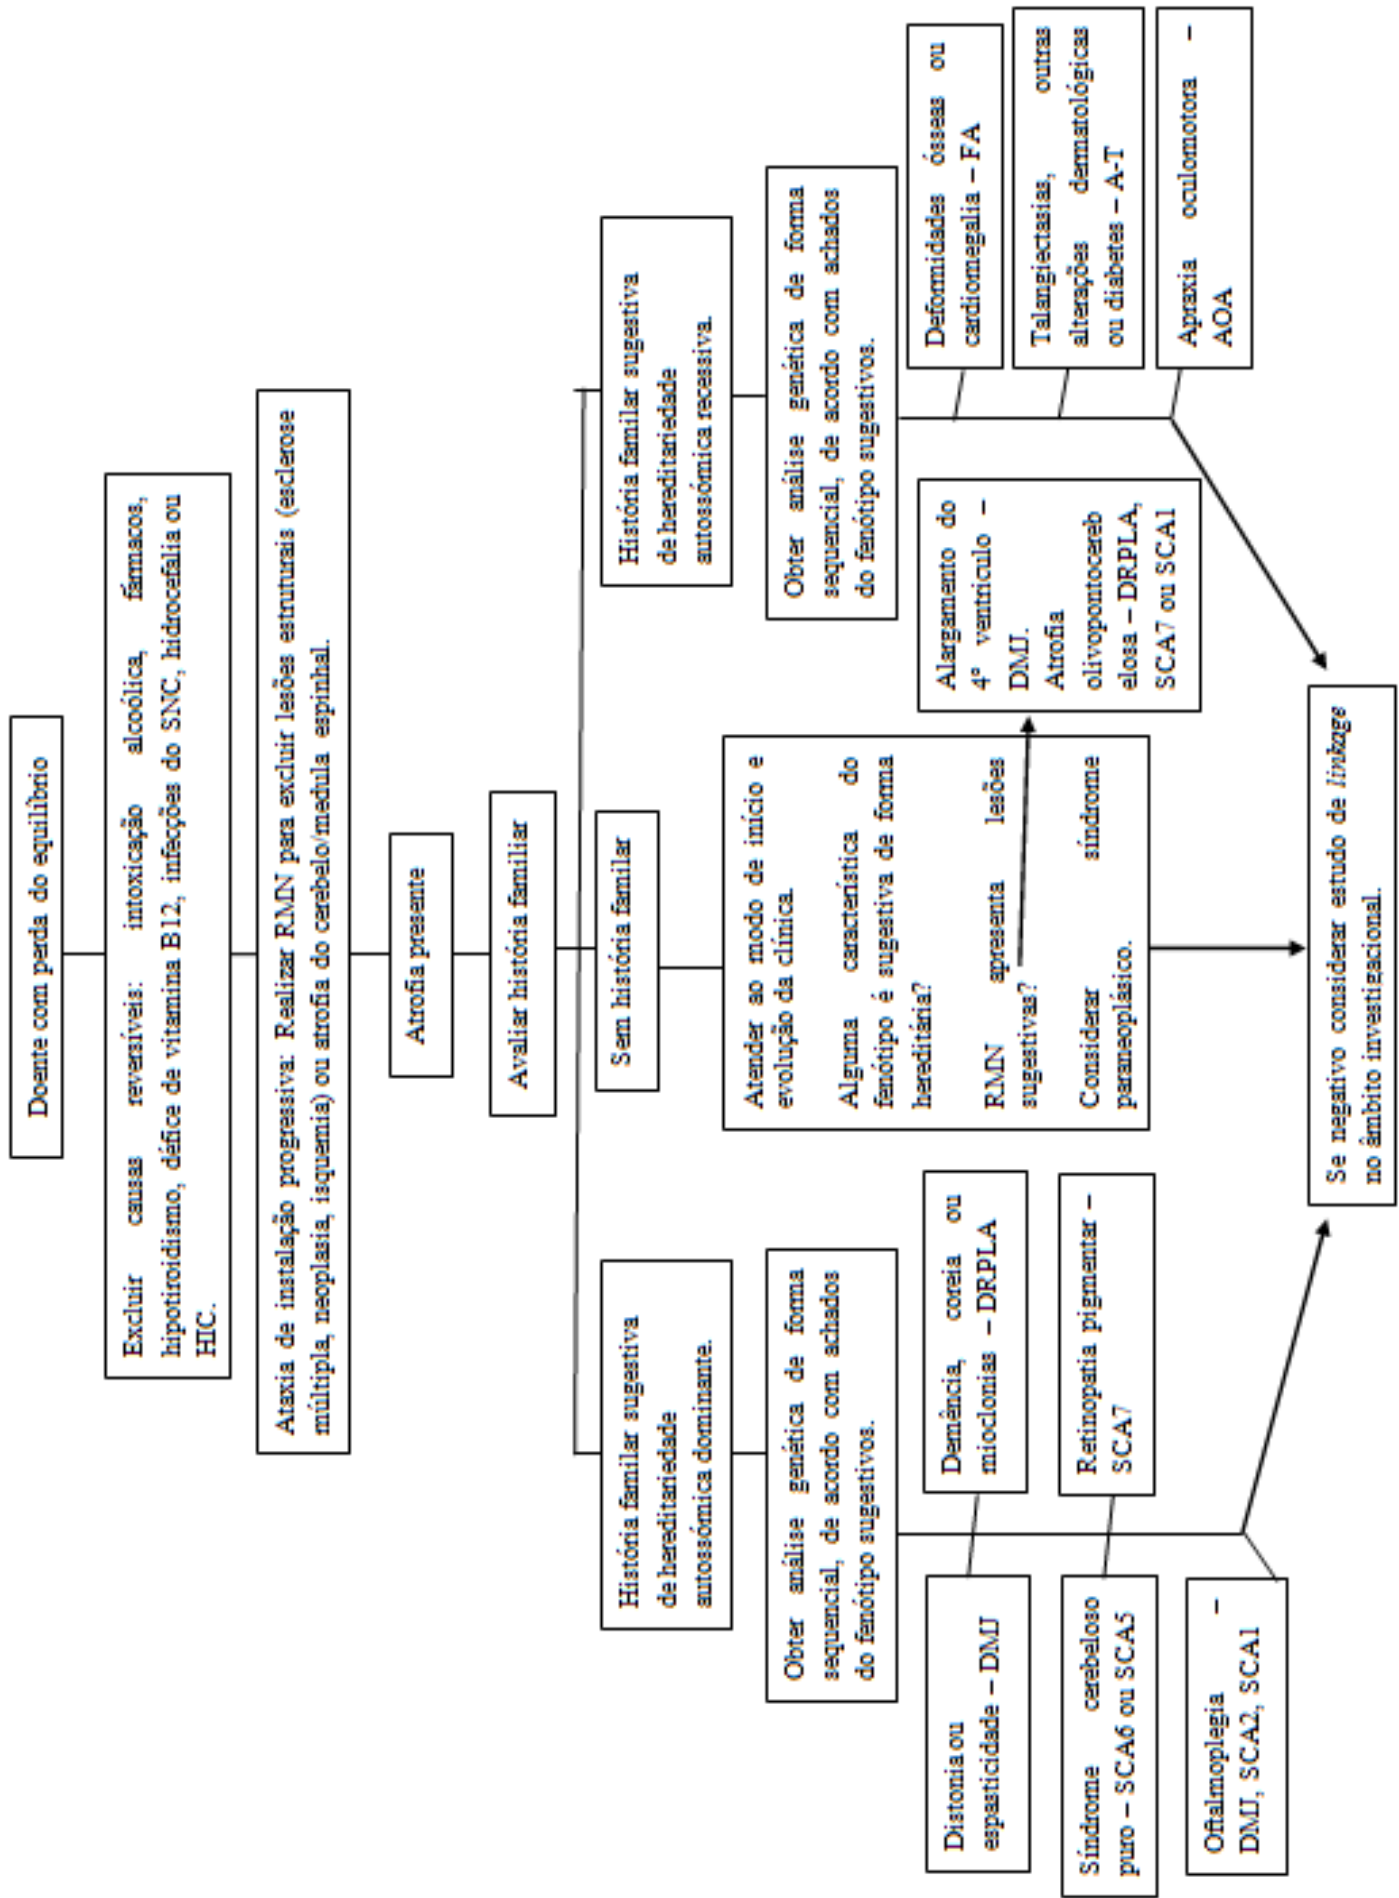 Doente com perda do equilíbrio
Excluir causas reversíveis: intoxicação alcoólica, fármacos,
hipotiroidismo, défice de vitamina B12, infecções do SNC, hidrocefalia ou
HIC.
Ataxia de instalação progressiva: Realizar RMN para excluir lesões estruturais (esclerose
múltipla, neoplasia, isquemia) ou atrofia do cerebelo/medula espinhal.
Atrofia presente
Avaliar história familiar
História familar sugestiva
de hereditariedade
autossómica dominante.
Sem história familar
História familar sugestiva
de hereditariedade
autossómica recessiva.
Obter análise genética de forma
sequencial, de acordo com achados
do fenótipo sugestivos.
Distonia ou
espasticidade – DMJ
Demência, coreia ou
mioclonias – DRPLA
Síndrome cerebeloso
puro – SCA6 ou SCA5
Retinopatia pigmentar –
SCA7
Oftalmoplegia –
DMJ, SCA2, SCA1
Atender ao modo de início e
evolução da clínica.
Alguma característica do
fenótipo é sugestiva de forma
hereditária?
RMN apresenta lesões
sugestivas?
Considerar síndrome
paraneoplásico.
Alargamento do
4º ventrículo –
DMJ.
Atrofia
olivopontocereb
elosa – DRPLA,
SCA7 ou SCA1
Obter análise genética de forma
sequencial, de acordo com achados
do fenótipo sugestivos.
Deformidades ósseas ou
cardiomegalia – FA
Talangiectasias, outras
alterações dermatológicas
ou diabetes – A-T
Apraxia oculomotora –
AOA
Se negativo considerar estudo de linkage
no âmbito investigacional.